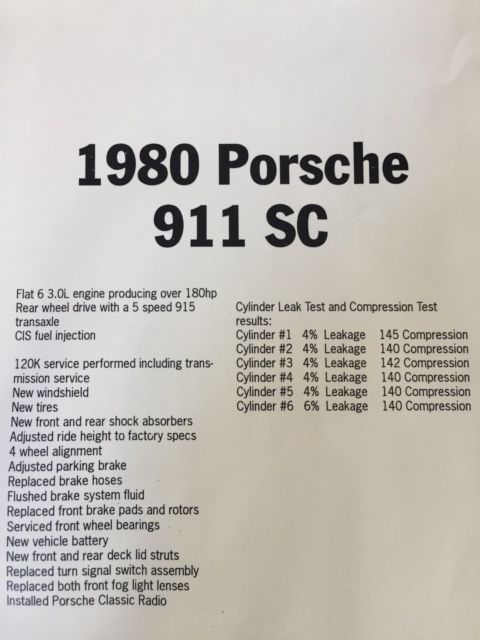 1980 Porsche
911 SC
Flat 6 3.0L engine producing over 180hp
Rear wheel drive with a 5 speed 915
transaxle
CIS fuel injection
120K service performed including trans-
mission service
New windshield
New tires
New front and rear shock absorbers
Adjusted ride height to factory specs
4 wheel alignment
Adjusted parking brake
Replaced brake hoses
Flushed brake system fluid
Replaced front brake pads and rotors
Serviced front wheel bearings
New vehicle battery
New front and rear deck lid struts
Replaced turn signal switch assembly
Replaced both front fog light lenses
Installed Porsche Classic Radio
Cylinder Leak Test and Compression Test
results:
Cylinder #1 4% Leakage 145 Compression
Cylinder #2 4% Leakage 140 Compression
Cylinder #3 4% Leakage 142 Compression
Cylinder #4 4% Leakage 140 Compression
Cylinder #5 4% Leakage 140 Compression
Cylinder #6 6% Leakage 140 Compression